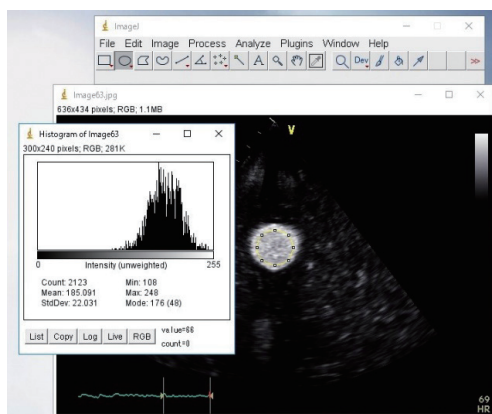 ImageJ
File Edit Image Process Analyze Plugins Window Help
Dev
Image63.jpg
636x434 pixels; RGB; 1.1MB
Histogram of Image63
300x240 pixels; RGB; 281K
0 255
Intensity (unweighted)
Count: 2123 Min: 108
Mean: 185.091 Max: 248
StdDev: 22.031 Mode: 176 (48)
List Copy Log Live RGB
value=66
count=0
V
69
HR